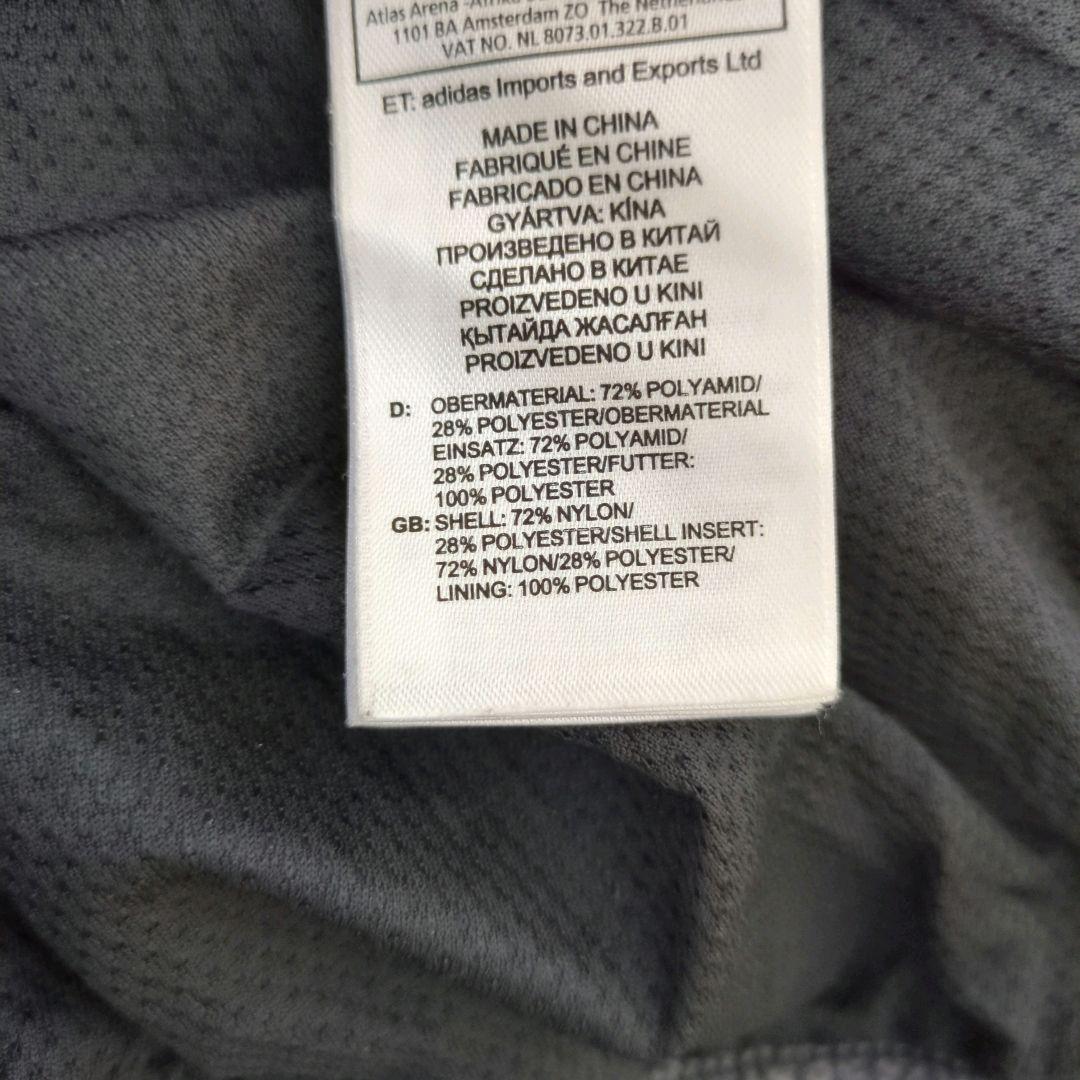 Atlas Arena
1101 BA Amsterdam ZO The Netherlands
VAT NO. NL 8073.01.322.B.01
ET: adidas Imports and Exports Ltd
MADE IN CHINA
FABRIQUÉ EN CHINE
FABRICADO EN CHINA
GYÁRTVA: KÍNA
ПРОИЗВЕДЕНО В КИТАЙ
СДЕЛАНО В КИТАЕ
PROIZVEDENO U KINI
ҚЫТАЙДА ЖАСАЛҒАН
PROIZVEDENO U KINI
D: OBERMATERIAL: 72% POLYAMID/
28% POLYESTER/OBERMATERIAL
EINSATZ: 72% POLYAMID/
28% POLYESTER/FUTTER:
100% POLYESTER
GB: SHELL: 72% NYLON/
28% POLYESTER/SHELL INSERT:
72% NYLON/28% POLYESTER/
LINING: 100% POLYESTER